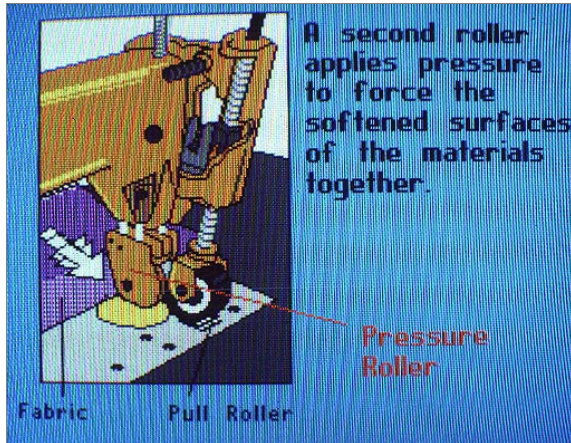 A second roller
applies pressure
to force the
softened surfaces
of the materials
together.
Pressure
Roller
Fabric
Pull Roller